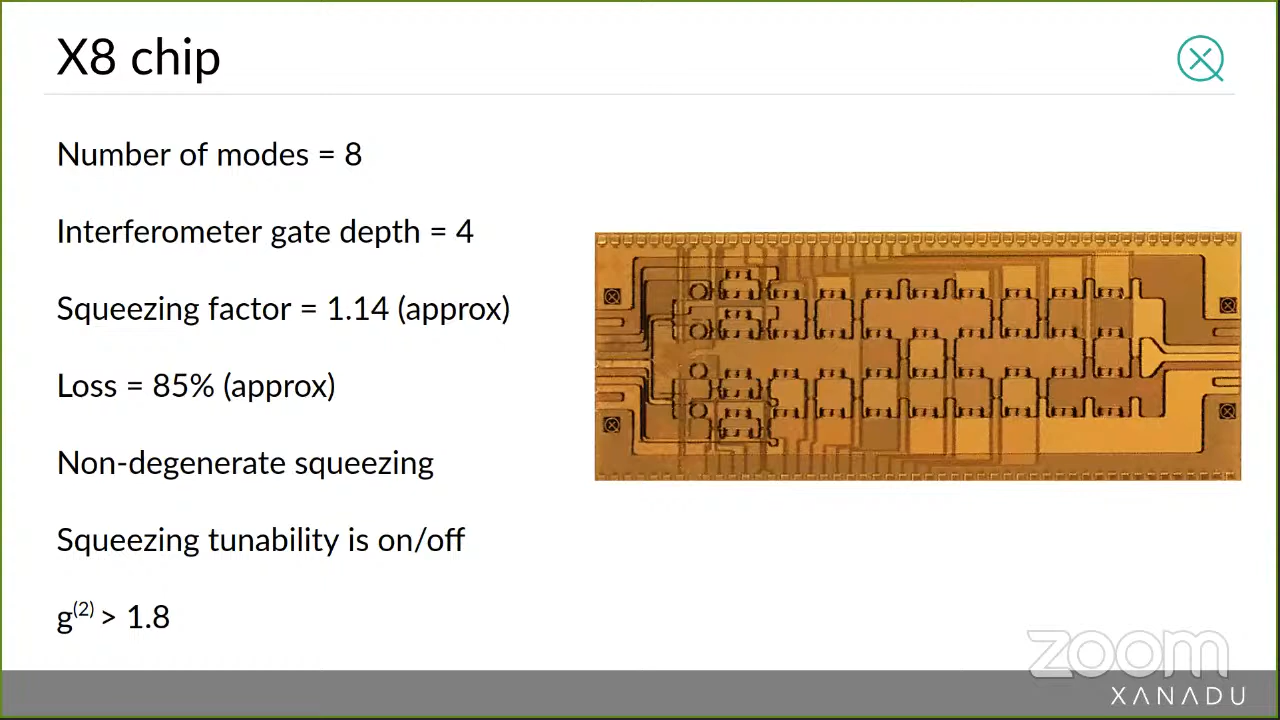 X8 chip
Number of modes = 8
Interferometer gate depth = 4
Squeezing factor = 1.14 (approx)
Loss = 85% (approx)
Non-degenerate squeezing
Squeezing tunability is on/off
g(2) > 1.8
zoom
XANADU